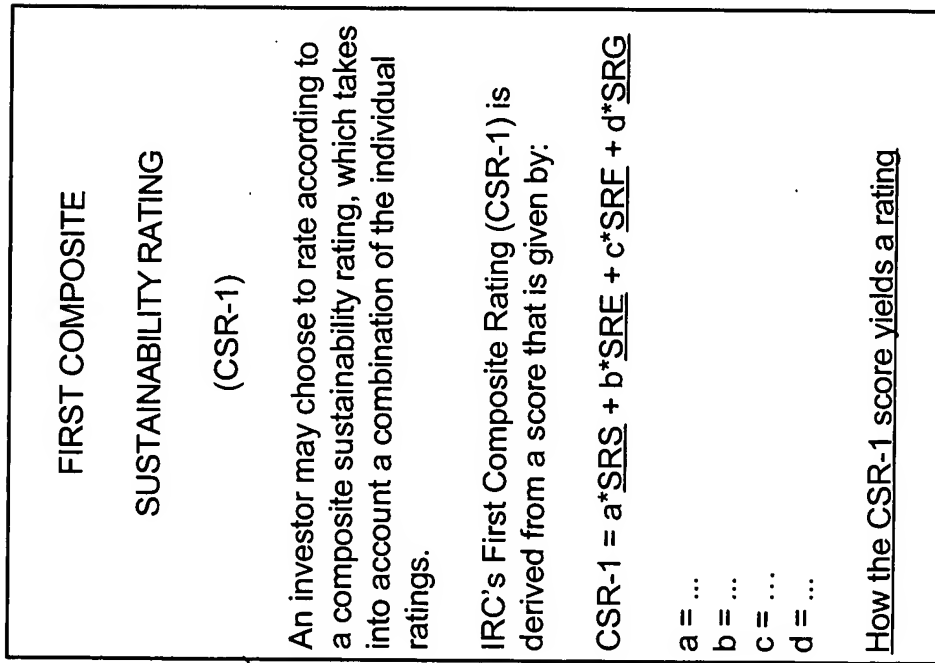 FIRST COMPOSITE
SUSTAINABILITY RATING
(CSR-1)
An investor may choose to rate according to
a composite sustainability rating, which takes
into account a combination of the individual
ratings.
IRC's First Composite Rating (CSR-1) is
derived from a score that is given by:
CSR-1 = a*SRS + b*SRE + c*SRF + d*SRG
a = ...
b = ...
c = ...
d = ...
How the CSR-1 score yields a rating